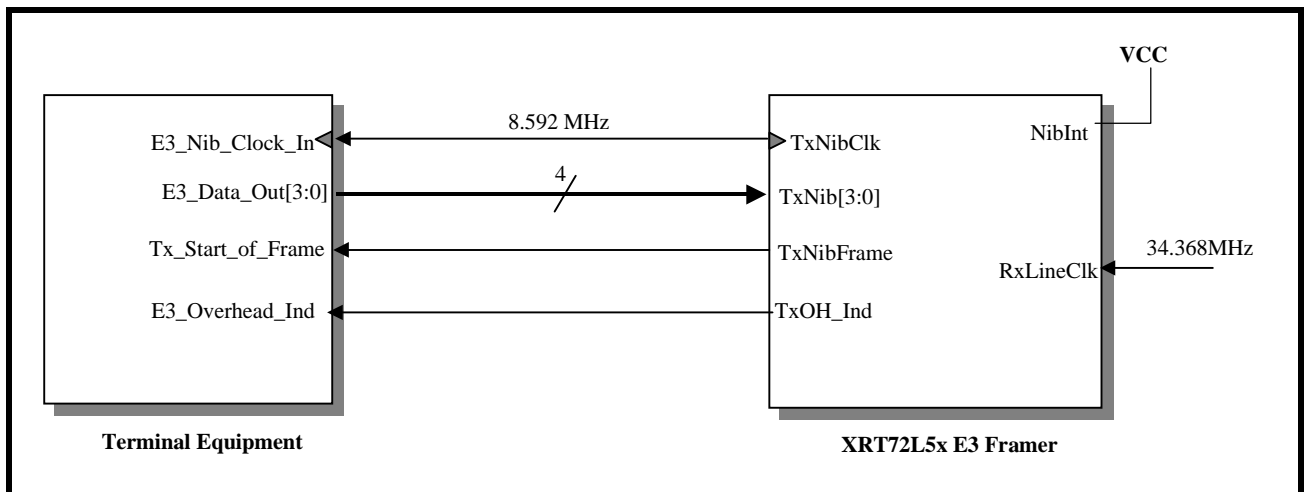 VCC
8.592 MHz
NibInt
E3_Nib_Clock_In
TxNibClk
4
E3_Data_Out[3:0]
TxNib[3:0]
Tx_Start_of_Frame
TxNibFrame
34.368MHz
RxLineClk
E3_Overhead_Ind
TxOH_Ind
Terminal Equipment
XRT72L5x E3 Framer